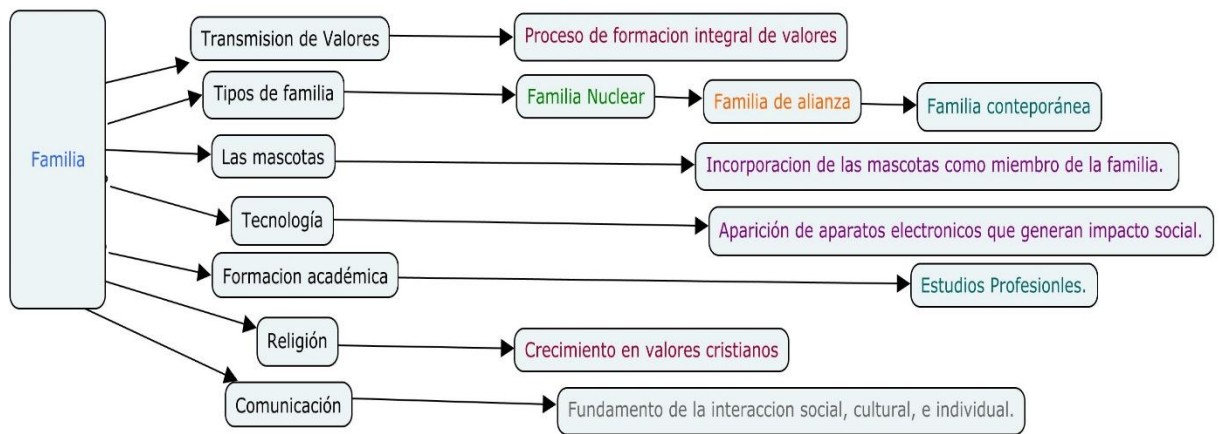 Familia
Transmision de Valores
Proceso de formacion integral de valores
Tipos de familia
Familia Nuclear
Familia de alianza
Familia conteporánea
Las mascotas
Incorporacion de las mascotas como miembro de la familia.
Tecnología
Aparición de aparatos electronicos que generan impacto social.
Formacion académica
Estudios Profesionles.
Religión
Crecimiento en valores cristianos
Comunicación
Fundamento de la interaccion social, cultural, e individual.